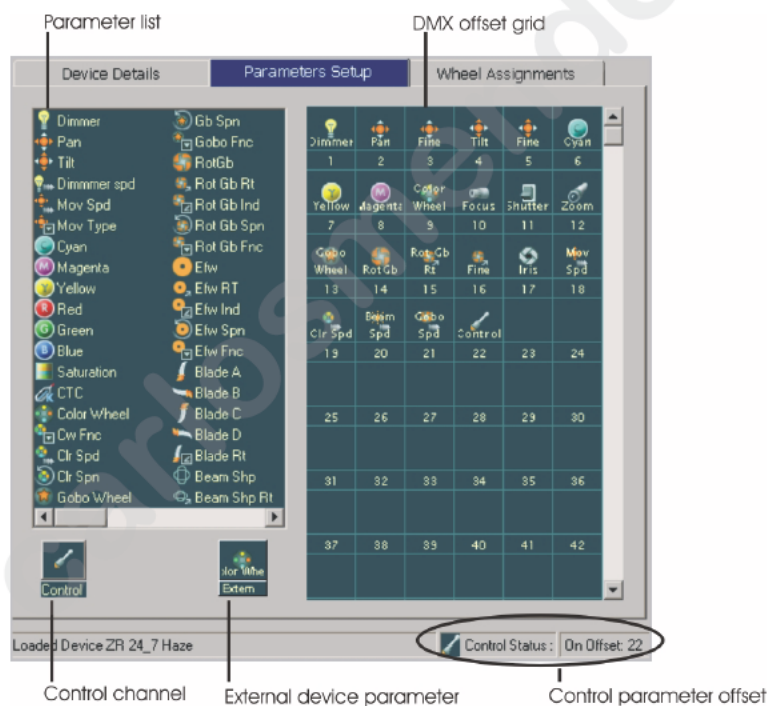 Parameter list
DMX offset grid
Device Details
Parameters Setup
Wheel Assignments
Dimmer
Pan
Tilt
Dimmmer spd
Mov Spd
Mov Type
Cyan
Magenta
Yellow
Red
Green
Blue
Saturation
CTC
Color Wheel
Cw Fnc
Clr Spd
Clr Spn
Gobo Wheel
Gb Spn
Gobo Fnc
RotGb
Rot Gb Rt
Rot Gb Ind
Rot Gb Spn
Rot Gb Fnc
Efw
Efw RT
Efw Ind
Efw Spn
Efw Fnc
Blade A
Blade B
Blade C
Blade D
Blade Rt
Beam Shp
Beam Shp Rt
Dimmer Pan Fine Tilt Fine Cyan
1 2 3 4 5 6
Yellow Magenta Color Wheel Focus Shutter Zoom
7 8 9 10 11 12
Gobo Wheel RotGb Rot Gb Rt Fine Iris Mov Spd
13 14 15 16 17 18
Clr Spd Beam Spd Gobo Spd Control
19 20 21 22 23 24
25 26 27 28 29 30
31 32 33 34 35 36
37 38 39 40 41 42
Control
olor Whe
Extern
Loaded Device ZR 24_7 Haze
Control Status :
On Offset: 22
Control channel
External device parameter
Control parameter offset